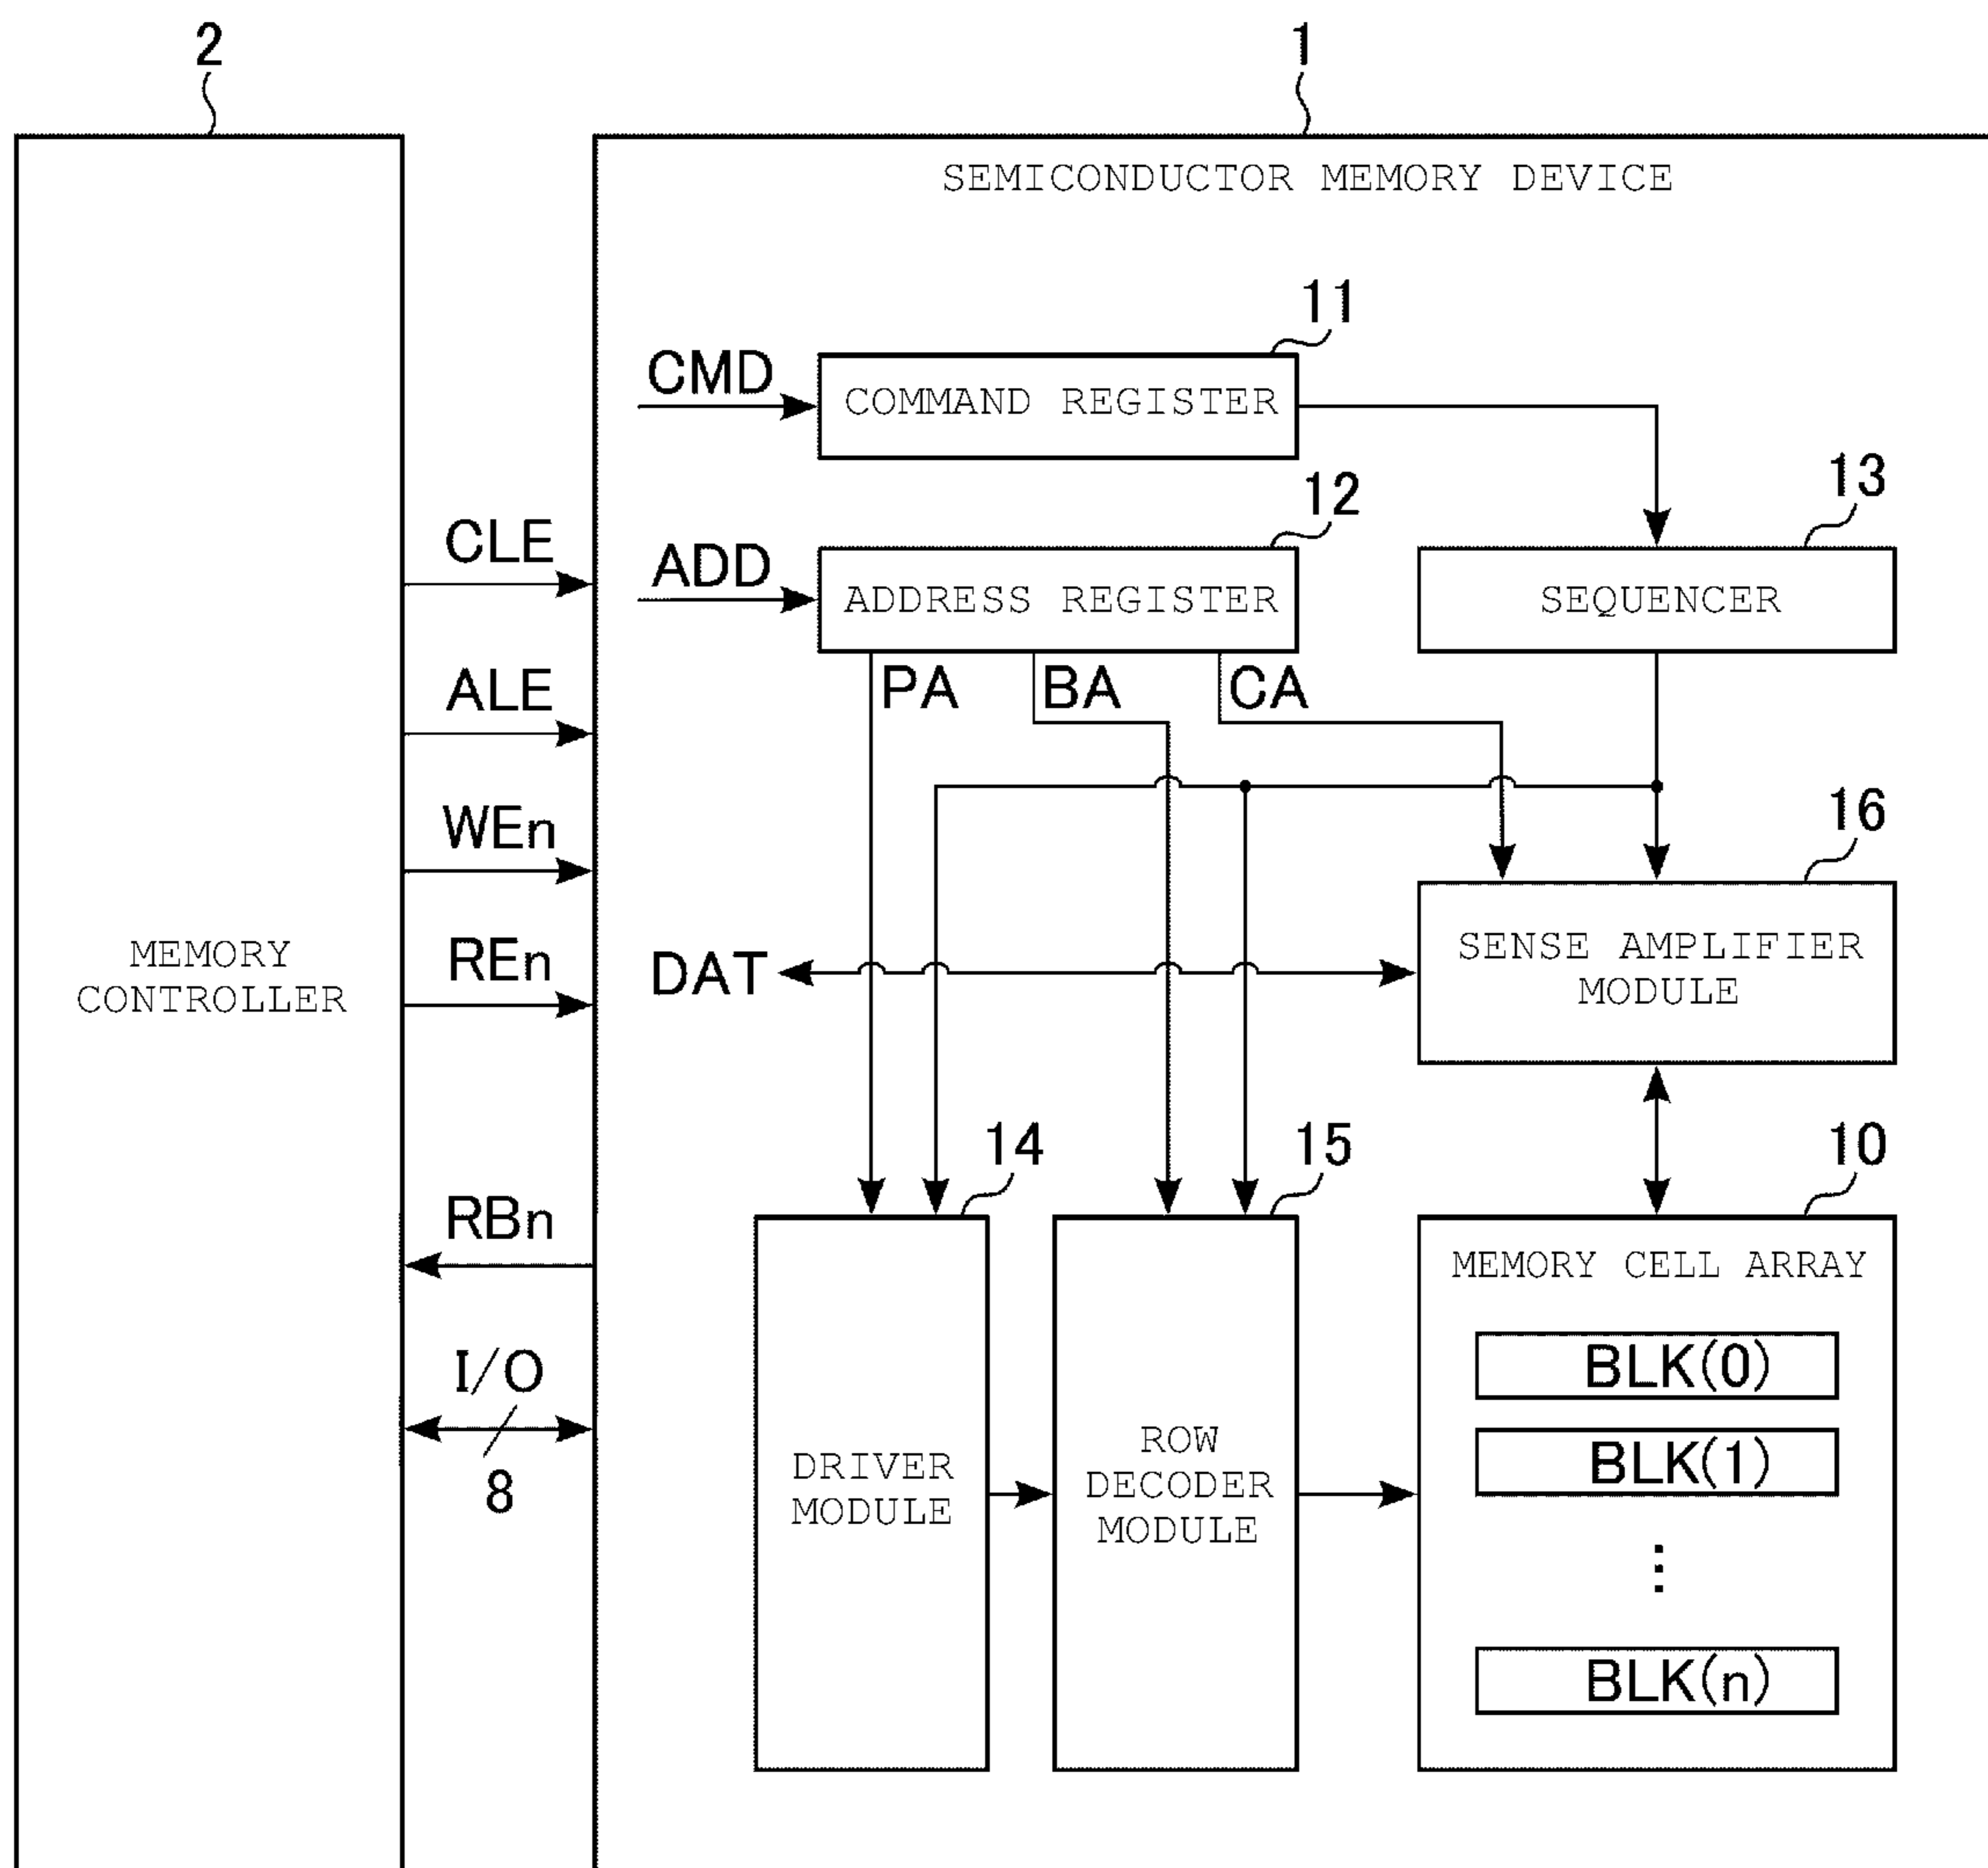 2
1
SEMICONDUCTOR MEMORY DEVICE
11
CMD
COMMAND REGISTER
12
13
CLE
ADD
ADDRESS REGISTER
SEQUENCER
ALE
PA
BA
CA
WEn
16
REn
DAT
SENSE AMPLIFIER
MODULE
MEMORY
CONTROLLER
14
15
10
RBn
MEMORY CELL ARRAY
I/O
8
BLK(0)
BLK(1)
DRIVER
MODULE
ROW
DECODER
MODULE
⋮
BLK(n)